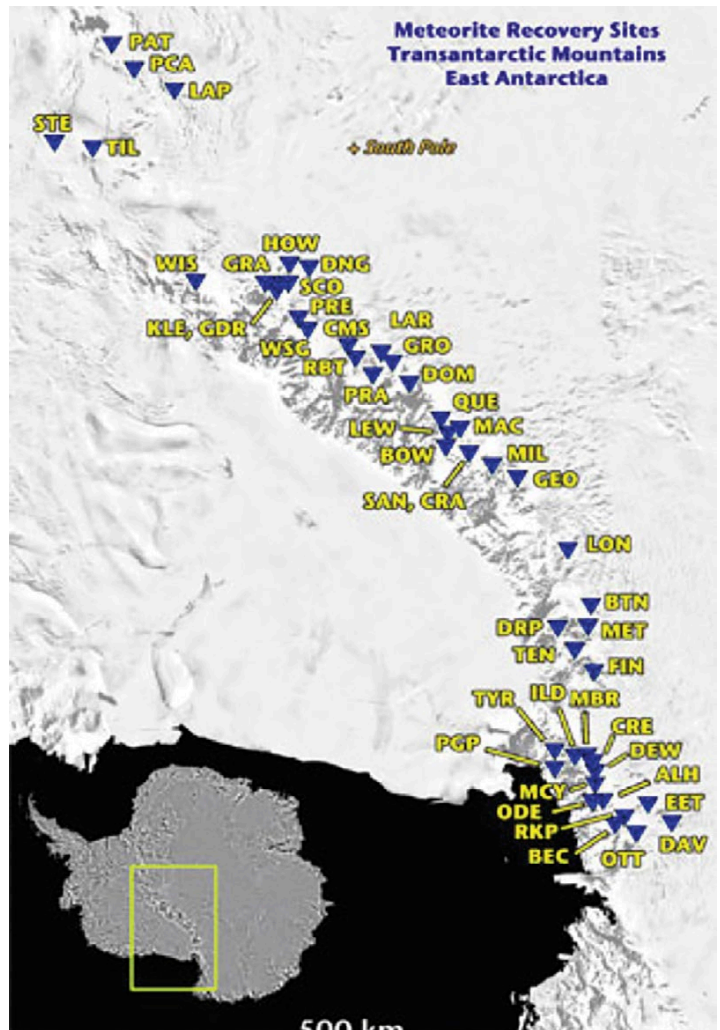 Meteorite Recovery Sites
Transantarctic Mountains
East Antarctica
PAT
PCA
LAP
STE
TIL
+ South Pole
HOW
WIS
GRA
DNG
SCO
KLE, GDR
PRE
CMS
LAR
WSG
GRO
RBT
DOM
PRA
QUE
LEW
MAC
BOW
MIL
GEO
SAN, CRA
LON
BTN
DRP
MET
TEN
FIN
ILD
MBR
TYR
CRE
PGP
DEW
ALH
MCY
EET
ODE
RKP
DAV
BEC
OTT
500 km